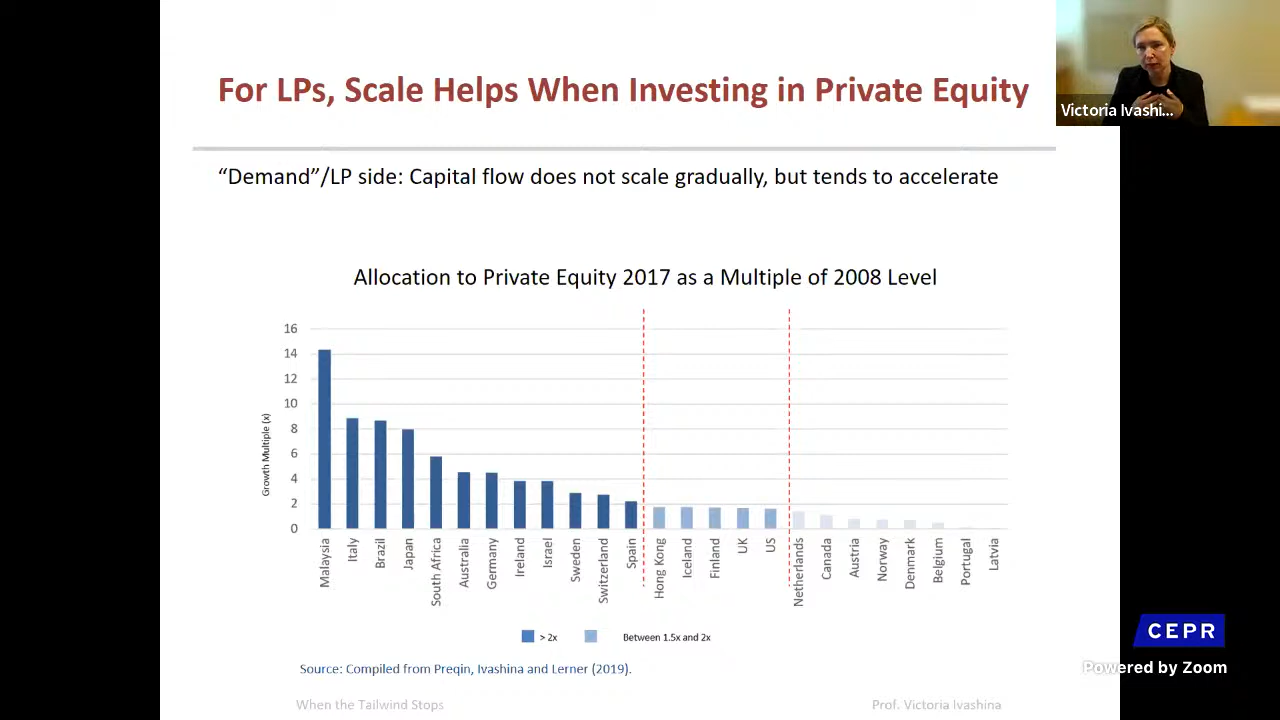 For LPs, Scale Helps When Investing in Private Equity
Victoria Ivashi...
“Demand”/LP side: Capital flow does not scale gradually, but tends to accelerate
Allocation to Private Equity 2017 as a Multiple of 2008 Level
Growth Multiple (x)
16
14
12
10
8
6
4
2
0
Malaysia
Italy
Brazil
Japan
South Africa
Australia
Germany
Ireland
Israel
Sweden
Switzerland
Spain
Hong Kong
Iceland
Finland
UK
US
Netherlands
Canada
Austria
Norway
Denmark
Belgium
Portugal
Latvia
> 2x
Between 1.5x and 2x
Source: Compiled from Preqin, Ivashina and Lerner (2019).
When the Tailwind Stops
Prof. Victoria Ivashina
CEPR
Powered by Zoom